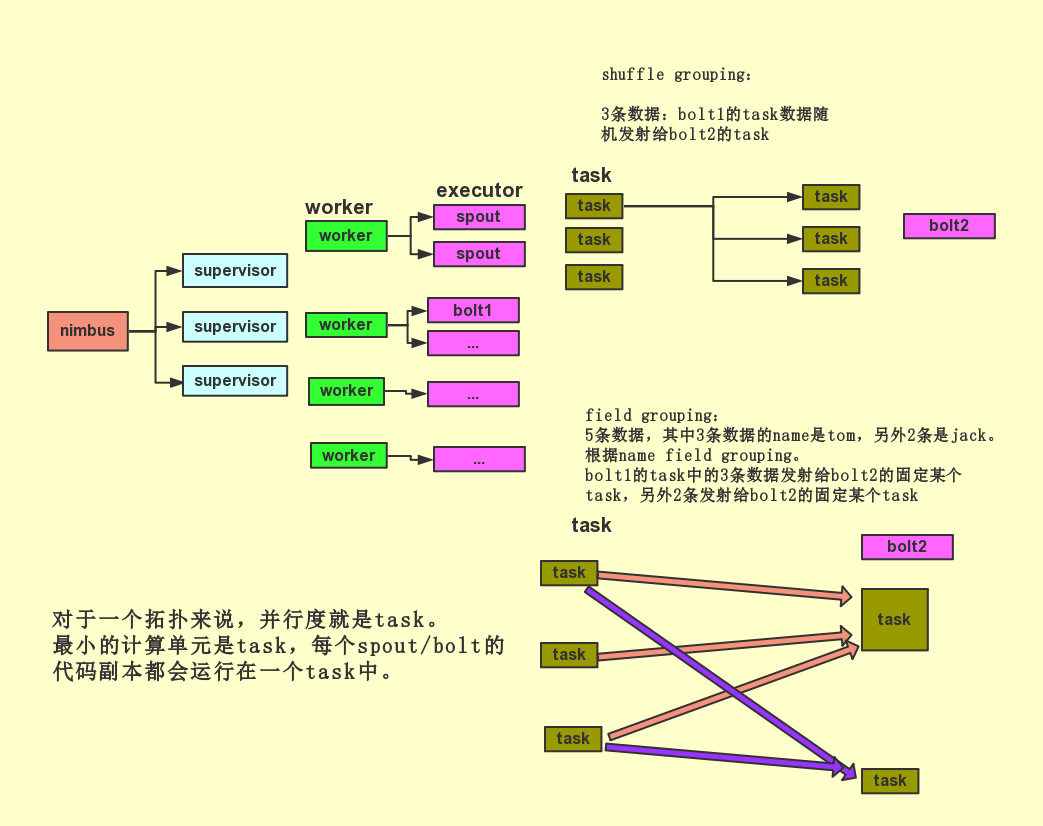 shuffle grouping:
3条数据: bolt1的task数据随
机发射给bolt2的task
task
executor
worker
task
task
task
task
task
task
bolt2
worker
spout
spout
nimbus
supervisor
supervisor
supervisor
worker
bolt1
...
worker
...
worker
...
field grouping:
5条数据, 其中3条数据的name是tom, 另外2条是jack。
根据name field grouping。
bolt1的task中的3条数据发射给bolt2的固定某个
task, 另外2条发射给bolt2的固定某个task
task
bolt2
task
task
task
task
task
对于一个拓扑来说, 并行度就是task。
最小的计算单元是task, 每个spout/bolt的
代码副本都会运行在一个task中。